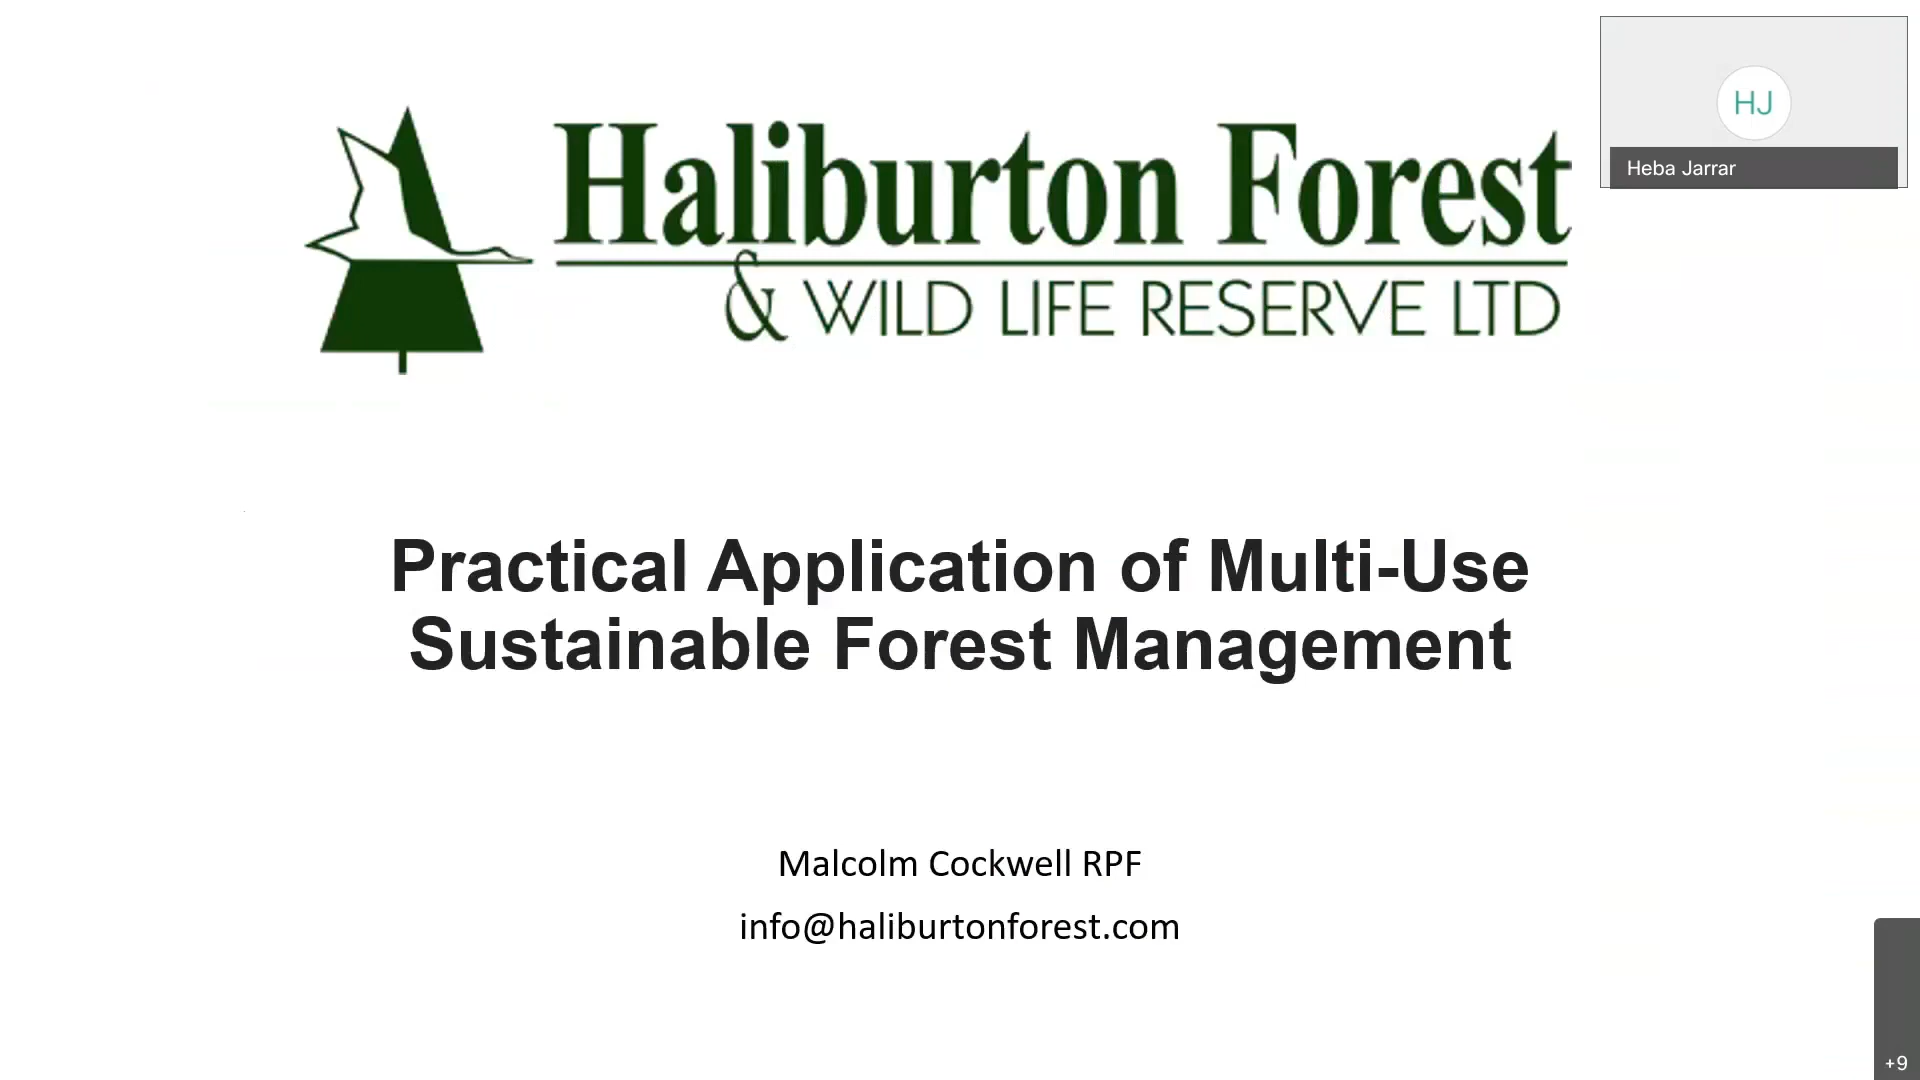 Haliburton Forest
& WILD LIFE RESERVE LTD
HJ
Heba Jarrar
Practical Application of Multi-Use
Sustainable Forest Management
Malcolm Cockwell RPF
info@haliburtonforest.com
+9